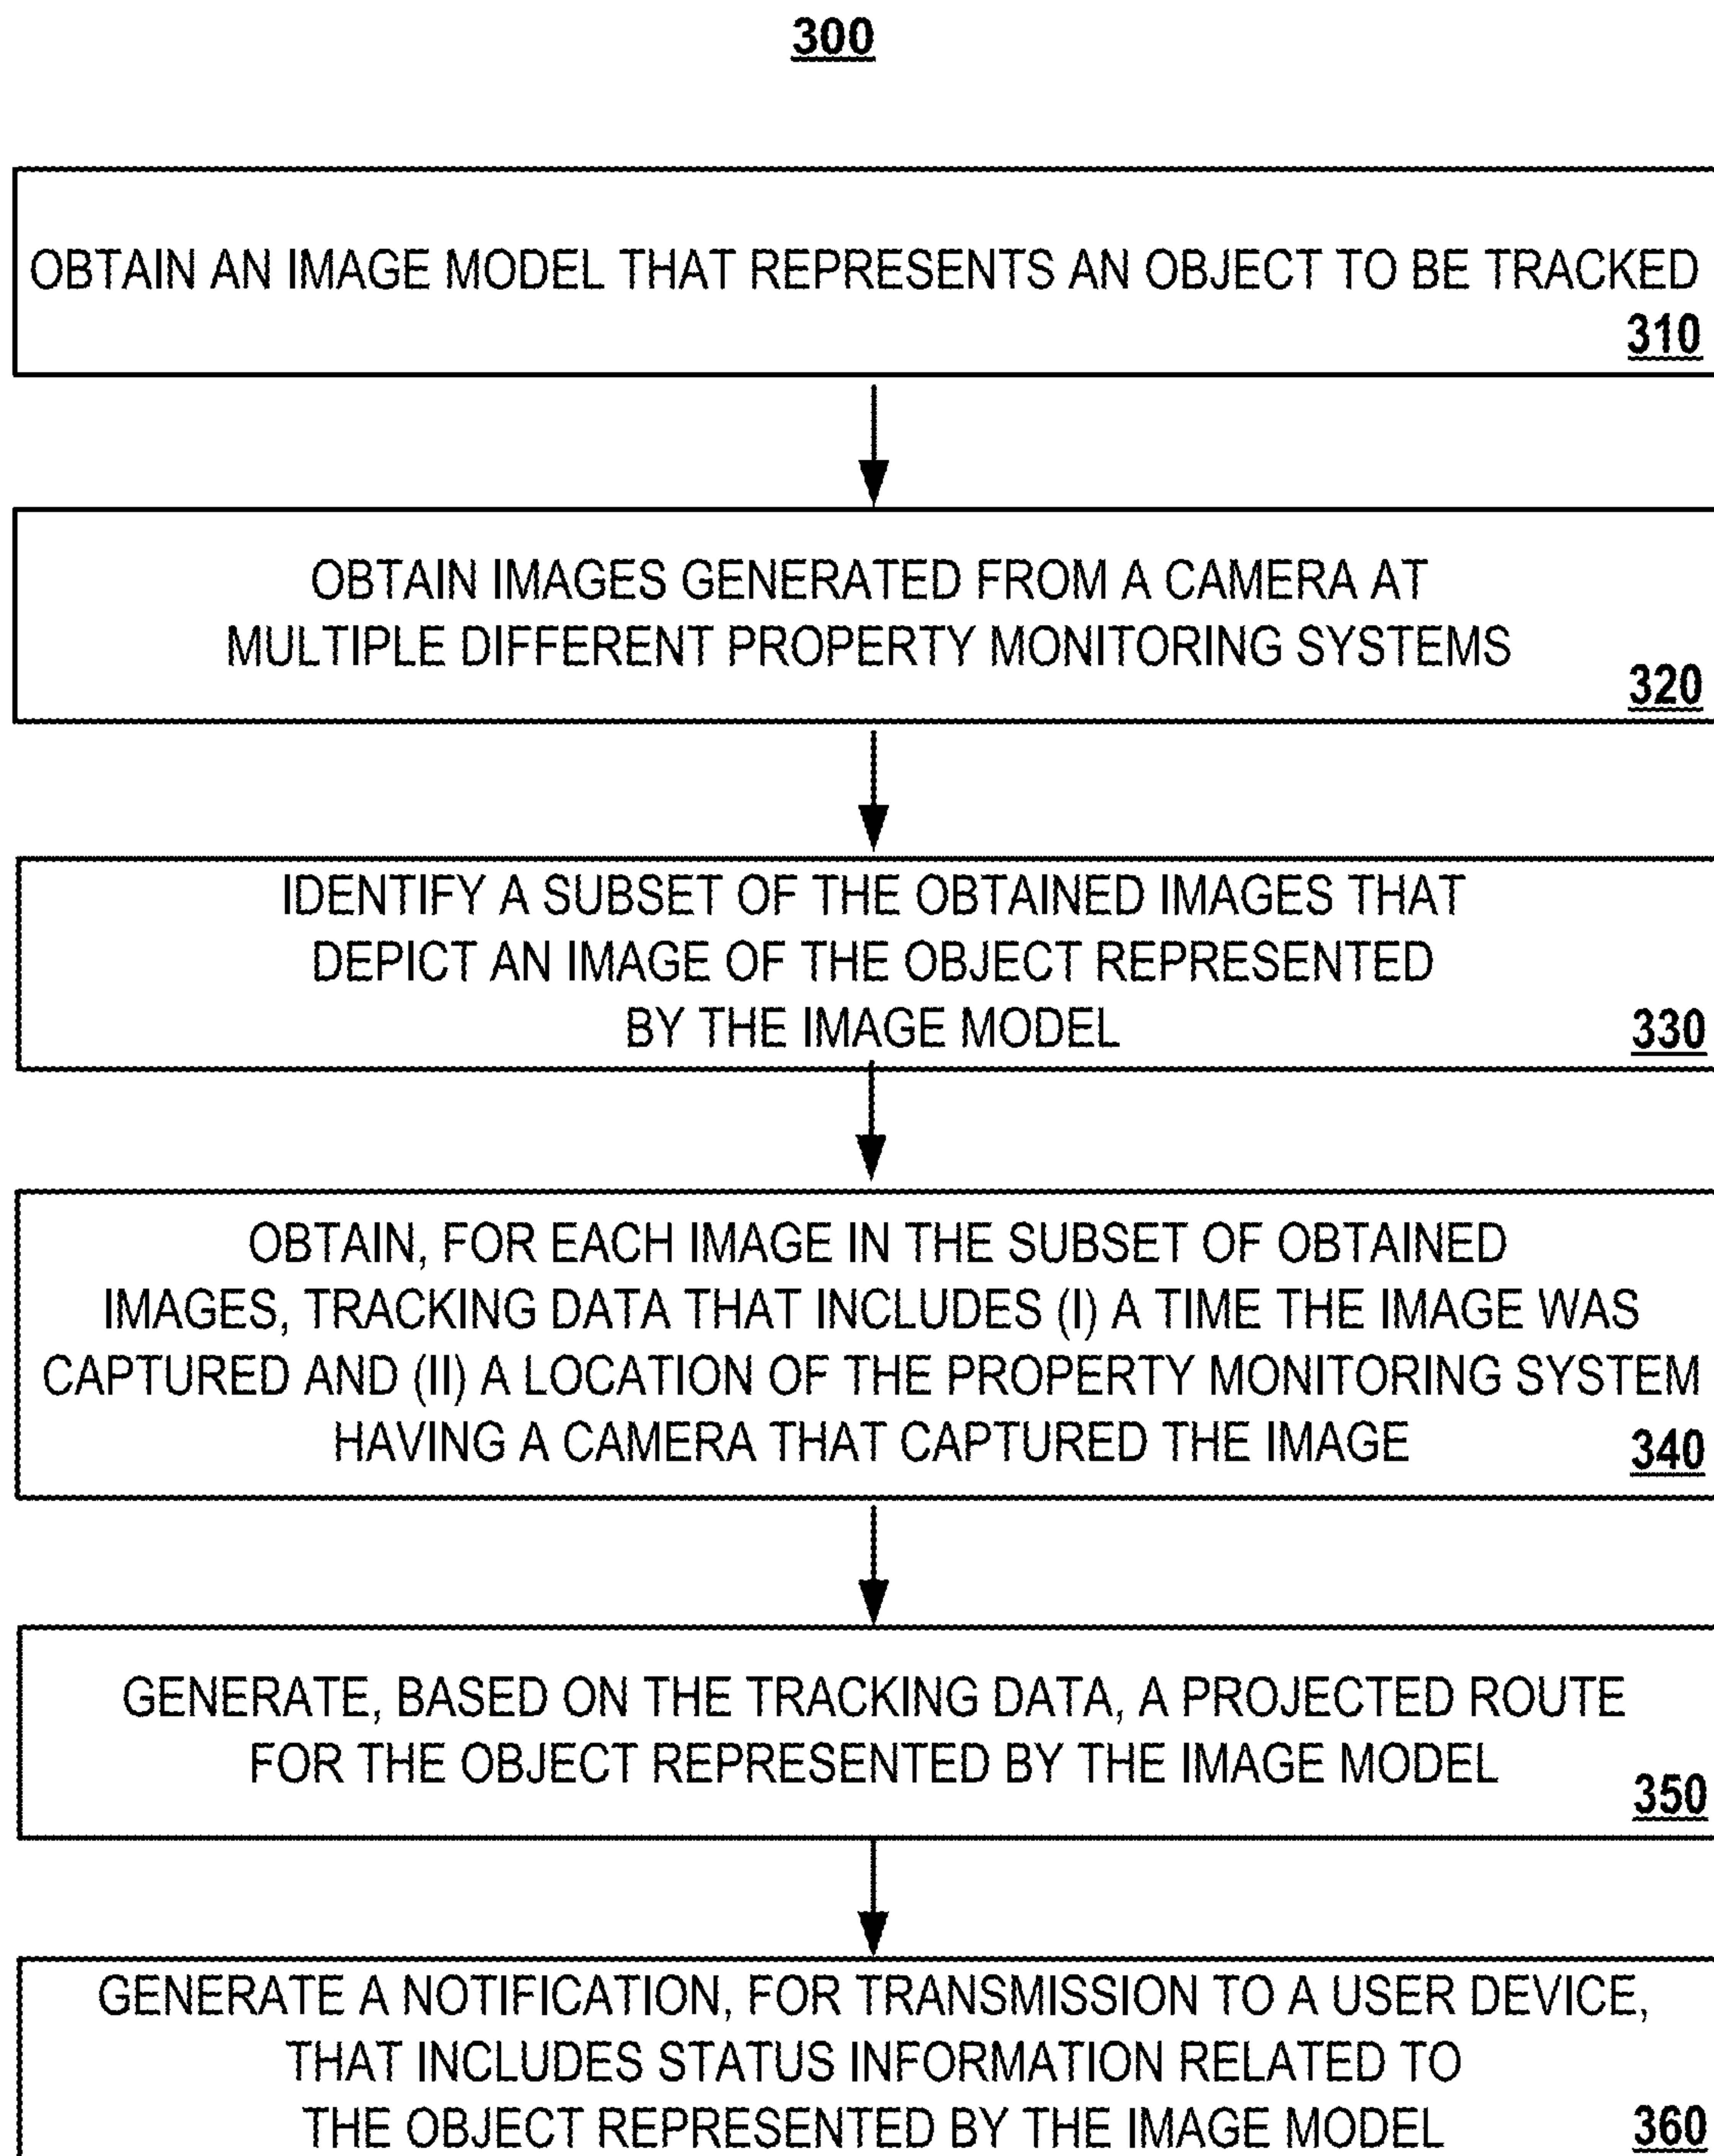 300
OBTAIN AN IMAGE MODEL THAT REPRESENTS AN OBJECT TO BE TRACKED
310
OBTAIN IMAGES GENERATED FROM A CAMERA AT
MULTIPLE DIFFERENT PROPERTY MONITORING SYSTEMS
320
IDENTIFY A SUBSET OF THE OBTAINED IMAGES THAT
DEPICT AN IMAGE OF THE OBJECT REPRESENTED
BY THE IMAGE MODEL
330
OBTAIN, FOR EACH IMAGE IN THE SUBSET OF OBTAINED
IMAGES, TRACKING DATA THAT INCLUDES (I) A TIME THE IMAGE WAS
CAPTURED AND (II) A LOCATION OF THE PROPERTY MONITORING SYSTEM
HAVING A CAMERA THAT CAPTURED THE IMAGE
340
GENERATE, BASED ON THE TRACKING DATA, A PROJECTED ROUTE
FOR THE OBJECT REPRESENTED BY THE IMAGE MODEL
350
GENERATE A NOTIFICATION, FOR TRANSMISSION TO A USER DEVICE,
THAT INCLUDES STATUS INFORMATION RELATED TO
THE OBJECT REPRESENTED BY THE IMAGE MODEL
360